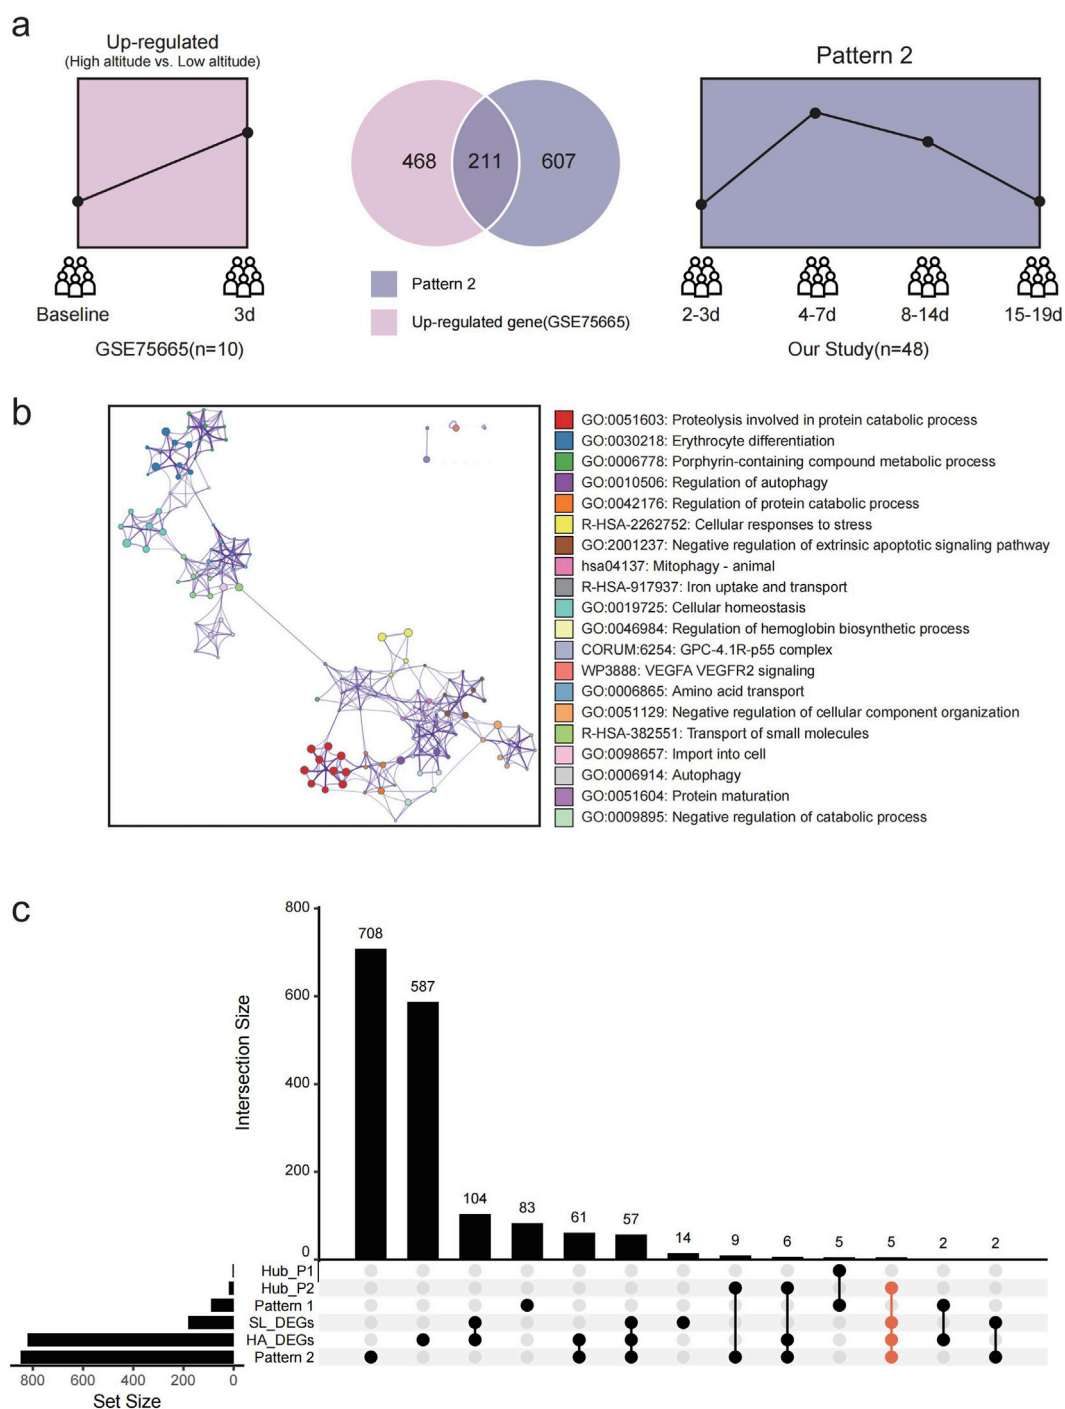 a
Up-regulated
(High altitude vs. Low altitude)
Baseline
3d
GSE75665(n=10)
468
211
607
Pattern 2
Up-regulated gene(GSE75665)
Pattern 2
2-3d
4-7d
8-14d
15-19d
Our Study(n=48)
b
GO:0051603: Proteolysis involved in protein catabolic process
GO:0030218: Erythrocyte differentiation
GO:0006778: Porphyrin-containing compound metabolic process
GO:0010506: Regulation of autophagy
GO:0042176: Regulation of protein catabolic process
R-HSA-2262752: Cellular responses to stress
GO:2001237: Negative regulation of extrinsic apoptotic signaling pathway
hsa04137: Mitophagy - animal
R-HSA-917937: Iron uptake and transport
GO:0019725: Cellular homeostasis
GO:0046984: Regulation of hemoglobin biosynthetic process
CORUM:6254: GPC-4.1R-p55 complex
WP3888: VEGFA VEGFR2 signaling
GO:0006865: Amino acid transport
GO:0051129: Negative regulation of cellular component organization
R-HSA-382551: Transport of small molecules
GO:0098657: Import into cell
GO:0006914: Autophagy
GO:0051604: Protein maturation
GO:0009895: Negative regulation of catabolic process
c
800
600
400
200
0
Intersection Size
708
587
104
83
61
57
14
9
6
5
5
2
2
Hub_P1
Hub_P2
Pattern 1
SL_DEGs
HA_DEGs
Pattern 2
800 600 400 200 0
Set Size